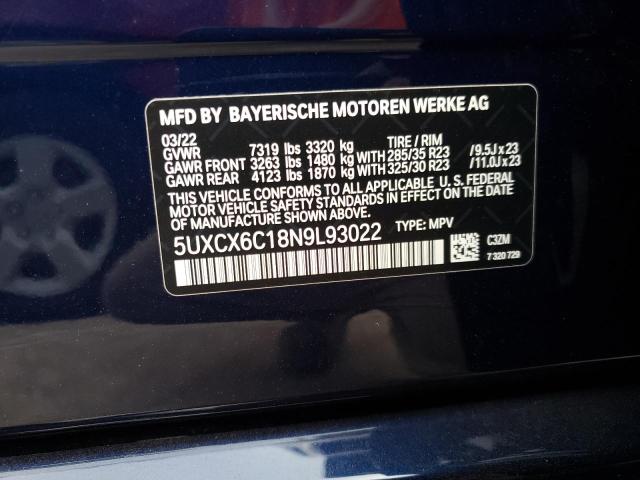 MFD BY BAYERISCHE MOTOREN WERKE AG
03/22
GVWR 7319 lbs 3320 kg TIRE / RIM
GAWR FRONT 3263 lbs 1480 kg WITH 285/35 R23 /9.5J x 23
GAWR REAR 4123 lbs 1870 kg WITH 325/30 R23 /11.0J x 23
THIS VEHICLE CONFORMS TO ALL APPLICABLE U. S. FEDERAL
MOTOR VEHICLE SAFETY STANDARDS IN EFFECT ON THE DATE
OF MANUFACTURE SHOWN ABOVE.
5UXCX6C18N9L93022 TYPE: MPV
C3ZM
7 320 729